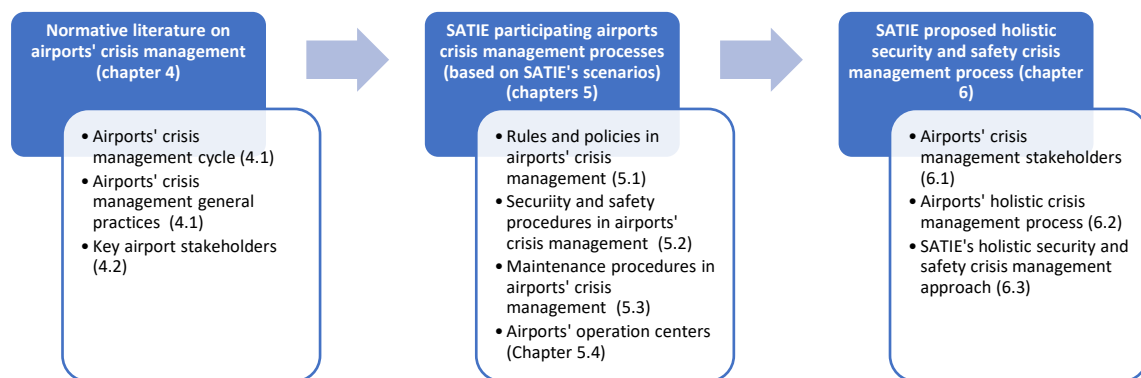 Normative literature on
airports' crisis management
(chapter 4)
• Airports' crisis
management cycle (4.1)
• Airports' crisis
management general
practices (4.1)
• Key airport stakeholders
(4.2)
SATIE participating airports
crisis management processes
(based on SATIE's scenarios)
(chapters 5)
• Rules and policies in
airports' crisis
management (5.1)
• Securiity and safety
procedures in airports'
crisis management (5.2)
• Maintenance procedures in
airports' crisis
management (5.3)
• Airports' operation centers
(Chapter 5.4)
SATIE proposed holistic
security and safety crisis
management process (chapter
6)
• Airports' crisis
management stakeholders
(6.1)
• Airports' holistic crisis
management process (6.2)
• SATIE's holistic security and
safety crisis management
approach (6.3)